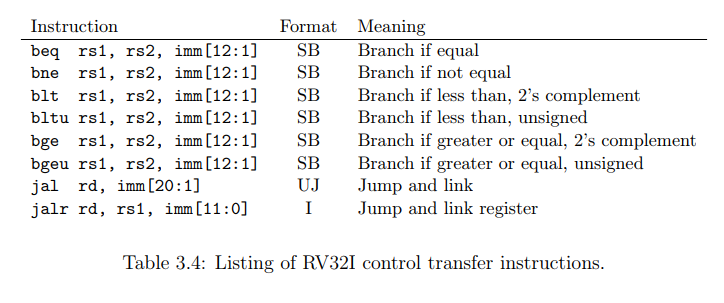 Instruction Format Meaning
beq rs1, rs2, imm[12:1] SB Branch if equal
bne rs1, rs2, imm[12:1] SB Branch if not equal
blt rs1, rs2, imm[12:1] SB Branch if less than, 2's complement
bltu rs1, rs2, imm[12:1] SB Branch if less than, unsigned
bge rs1, rs2, imm[12:1] SB Branch if greater or equal, 2's complement
bgeu rs1, rs2, imm[12:1] SB Branch if greater or equal, unsigned
jal rd, imm[20:1] UJ Jump and link
jalr rd, rs1, imm[11:0] I Jump and link register
Table 3.4: Listing of RV32I control transfer instructions.